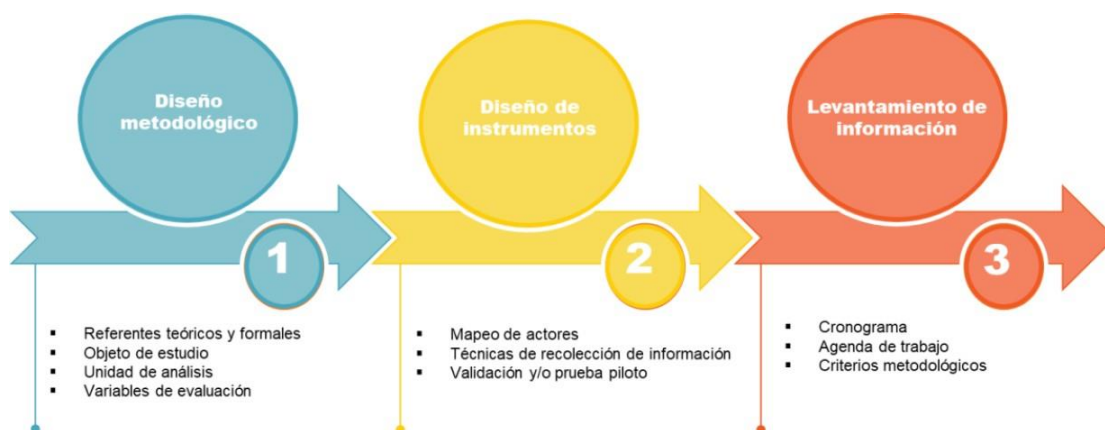 Diseño
metodológico
1
Referentes teóricos y formales
Objeto de estudio
Unidad de análisis
Variables de evaluación
Diseño de
instrumentos
2
Mapeo de actores
Técnicas de recolección de información
Validación y/o prueba piloto
Levantamiento de
información
3
Cronograma
Agenda de trabajo
Criterios metodológicos